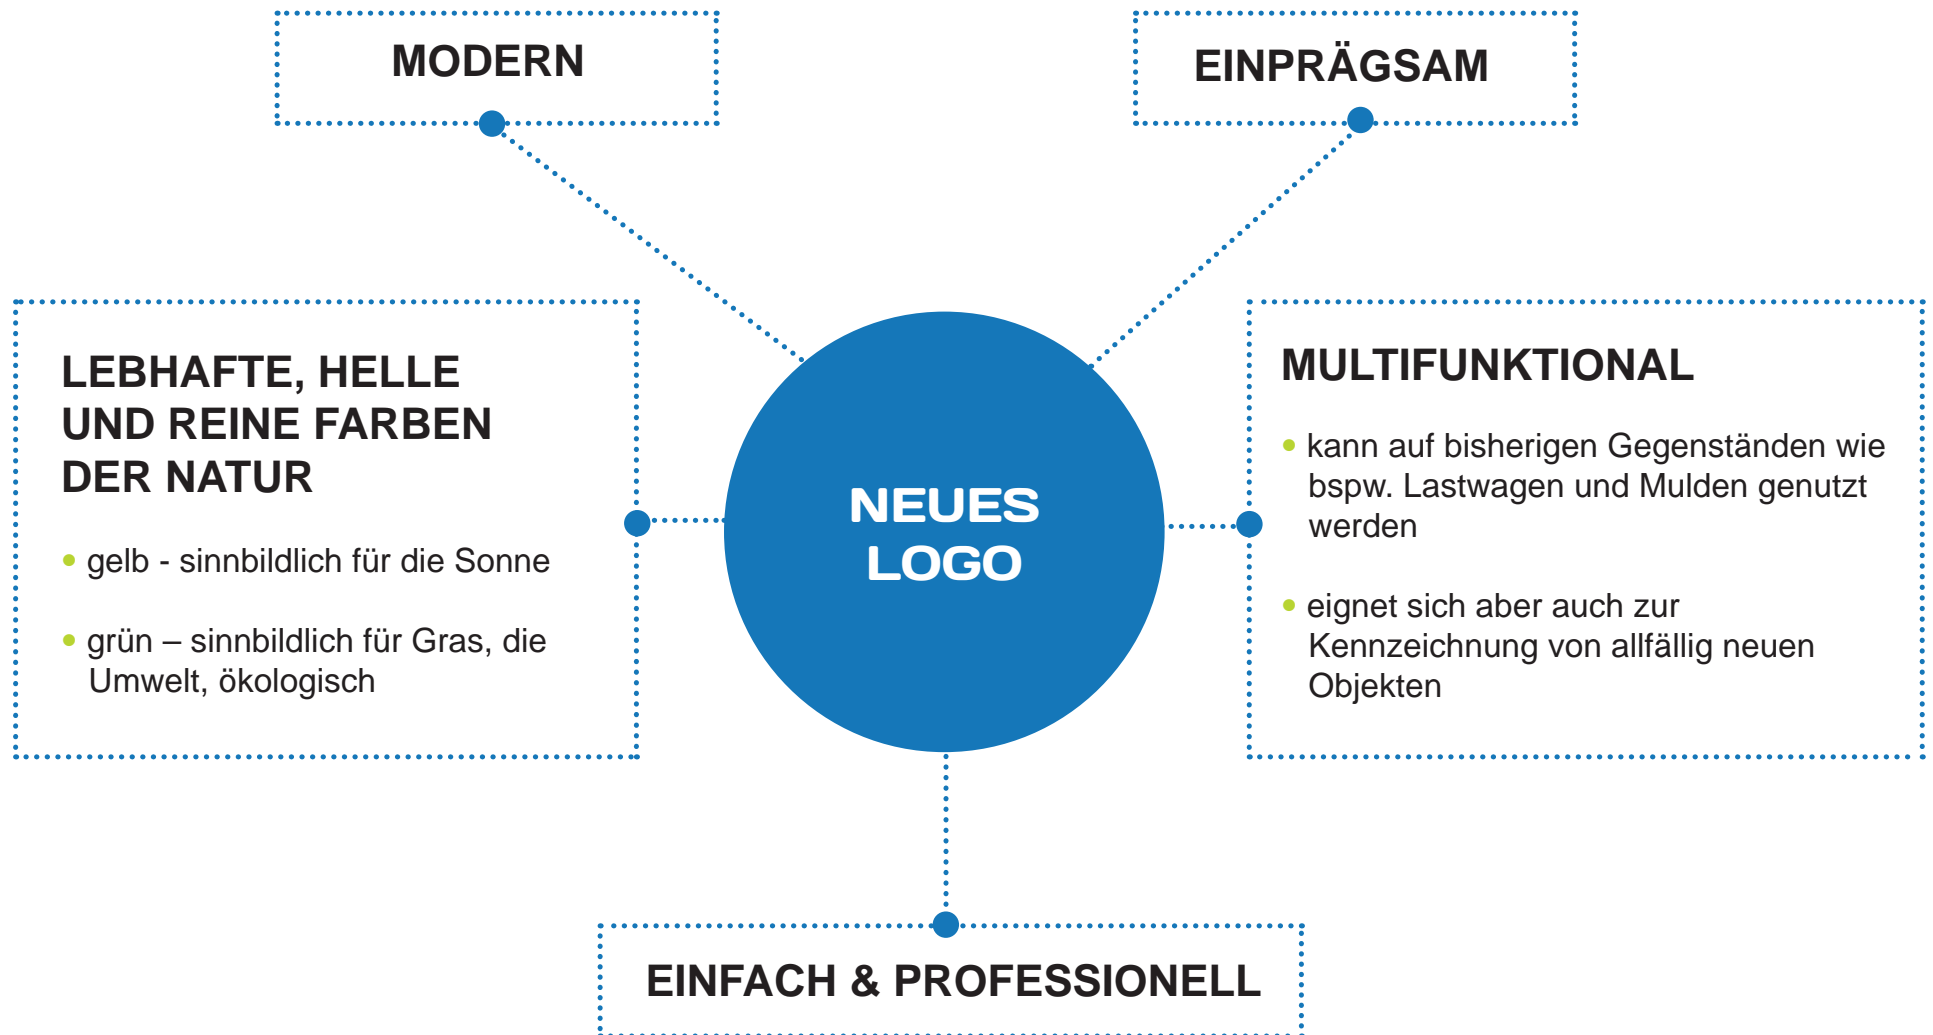 MODERN
EINPRÄGSAM
LEBHAFTE, HELLE
UND REINE FARBEN
DER NATUR
• gelb - sinnbildlich für die Sonne
• grün – sinnbildlich für Gras, die
Umwelt, ökologisch
NEUES
LOGO
MULTIFUNKTIONAL
• kann auf bisherigen Gegenständen wie
bspw. Lastwagen und Mulden genutzt
werden
• eignet sich aber auch zur
Kennzeichnung von allfällig neuen
Objekten
EINFACH & PROFESSIONELL